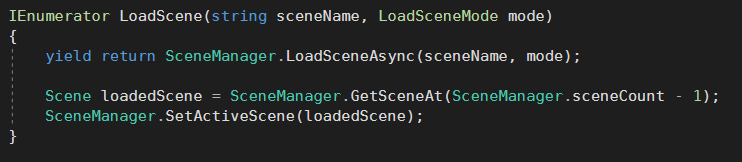 IEnumerator LoadScene(string sceneName, LoadSceneMode mode)
{
yield return SceneManager.LoadSceneAsync(sceneName, mode);
Scene loadedScene = SceneManager.GetSceneAt(SceneManager.sceneCount - 1);
SceneManager.SetActiveScene(loadedScene);
}